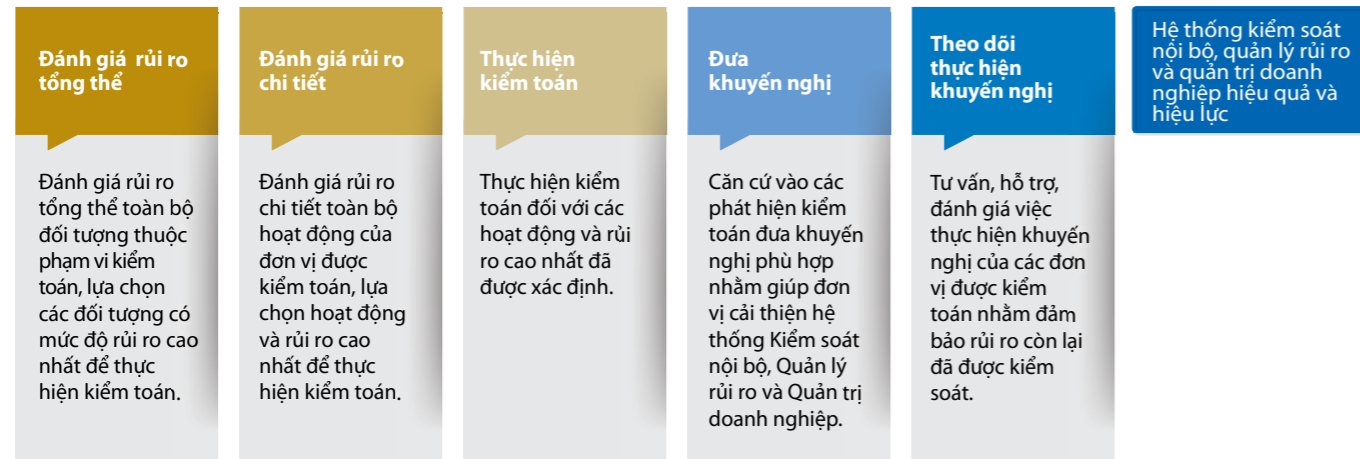 Đánh giá rủi ro
tổng thể
Đánh giá rủi ro
tổng thể toàn bộ
đối tượng thuộc
phạm vi kiểm
toán, lựa chọn
các đối tượng có
mức độ rủi ro cao
nhất để thực
hiện kiểm toán.
Đánh giá rủi ro
chi tiết
Đánh giá rủi ro
chi tiết toàn bộ
hoạt động của
đơn vị được
kiểm toán, lựa
chọn hoạt động
và rủi ro cao
nhất để thực
hiện kiểm toán.
Thực hiện
kiểm toán
Thực hiện kiểm
toán đối với các
hoạt động và rủi
ro cao nhất đã
được xác định.
Đưa
khuyến nghị
Căn cứ vào các
phát hiện kiểm
toán đưa khuyến
nghị phù hợp
nhằm giúp đơn
vị cải thiện hệ
thống Kiểm soát
nội bộ, Quản lý
rủi ro và Quản trị
doanh nghiệp.
Theo dõi
thực hiện
khuyến nghị
Tư vấn, hỗ trợ,
đánh giá việc
thực hiện khuyến
nghị của các đơn
vị được kiểm
toán nhằm đảm
bảo rủi ro còn lại
đã được kiểm
soát.
Hệ thống kiểm soát
nội bộ, quản lý rủi ro
và quản trị doanh
nghiệp hiệu quả và
hiệu lực